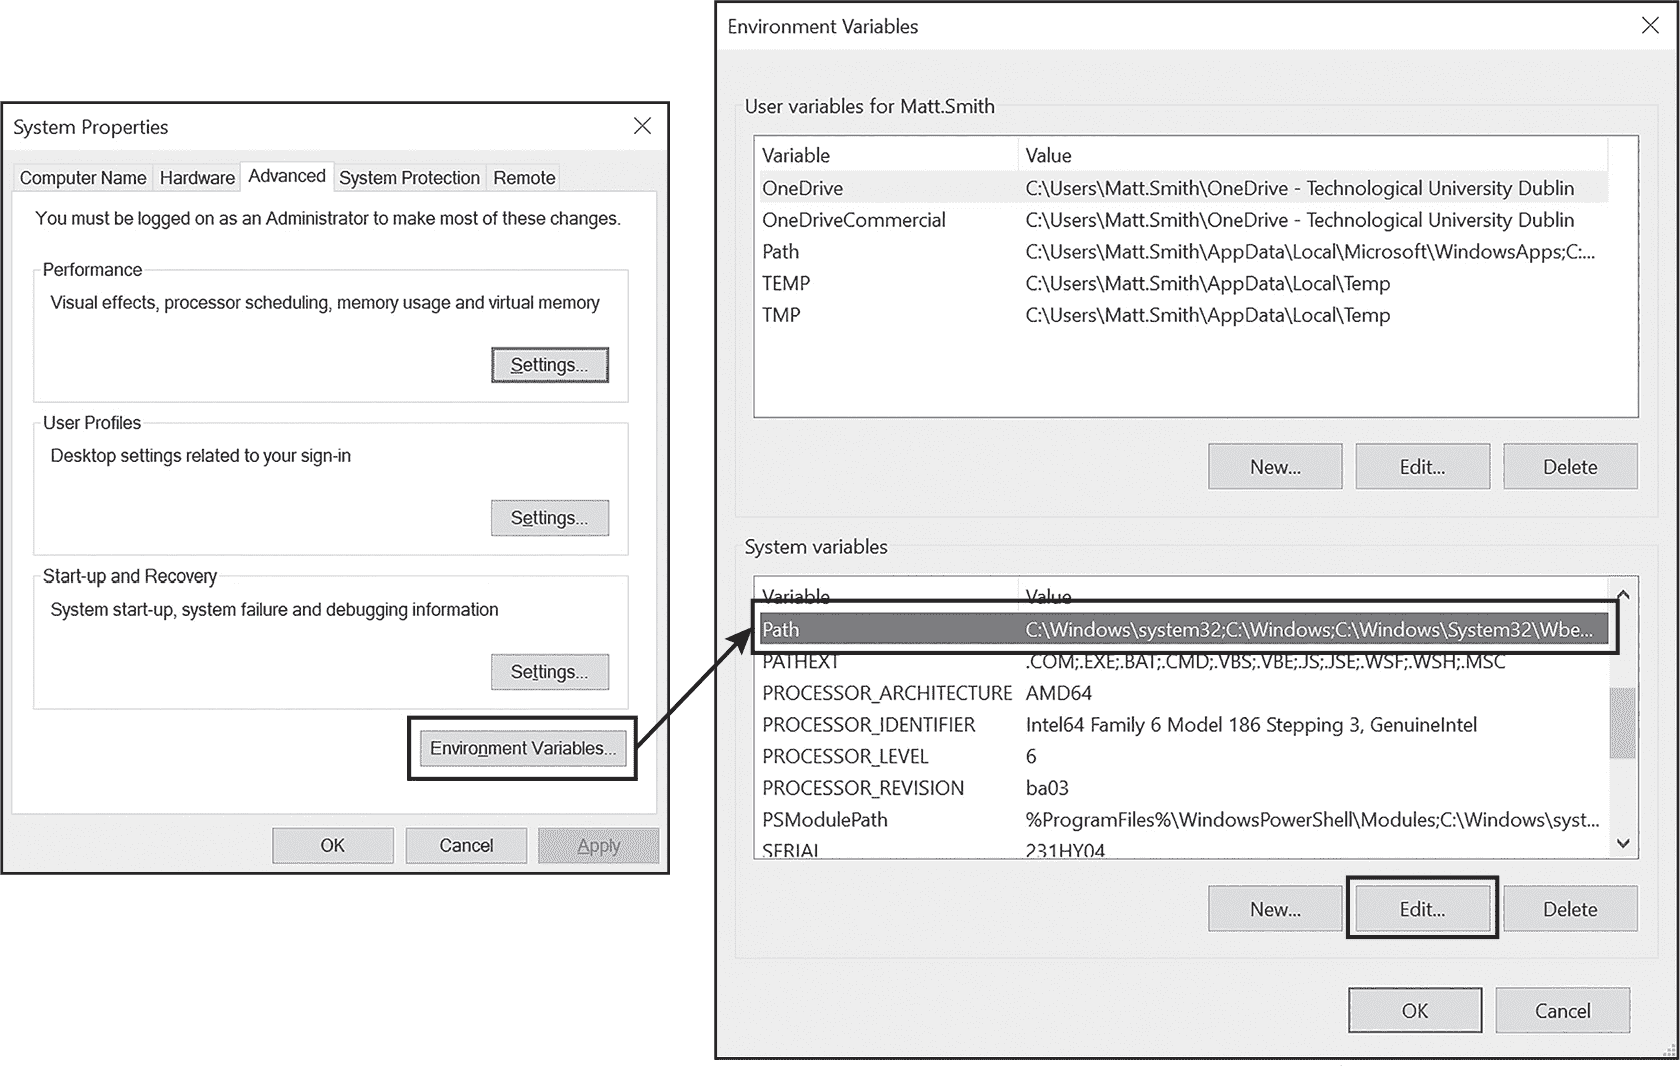 System Properties
Computer Name Hardware Advanced System Protection Remote
You must be logged on as an Administrator to make most of these changes.
Performance
Visual effects, processor scheduling, memory usage and virtual memory
Settings...
User Profiles
Desktop settings related to your sign-in
Settings...
Start-up and Recovery
System start-up, system failure and debugging information
Settings...
Environment Variables...
OK Cancel Apply
Environment Variables
User variables for Matt.Smith
Variable Value
OneDrive C:\Users\Matt.Smith\OneDrive - Technological University Dublin
OneDriveCommercial C:\Users\Matt.Smith\OneDrive - Technological University Dublin
Path C:\Users\Matt.Smith\AppData\Local\Microsoft\WindowsApps;C:...
TEMP C:\Users\Matt.Smith\AppData\Local\Temp
TMP C:\Users\Matt.Smith\AppData\Local\Temp
New... Edit... Delete
System variables
Variable Value
Path C:\Windows\system32;C:\Windows;C:\Windows\System32\Wbe...
PATHEXT .COM;.EXE;.BAT;.CMD;.VBS;.VBE;.JS;.JSE;.WSF;.WSH;.MSC
PROCESSOR_ARCHITECTURE AMD64
PROCESSOR_IDENTIFIER Intel64 Family 6 Model 186 Stepping 3, GenuineIntel
PROCESSOR_LEVEL 6
PROCESSOR_REVISION ba03
PSModulePath %ProgramFiles%\WindowsPowerShell\Modules;C:\Windows\syst...
SERIAL 231HY04
New... Edit... Delete
OK Cancel